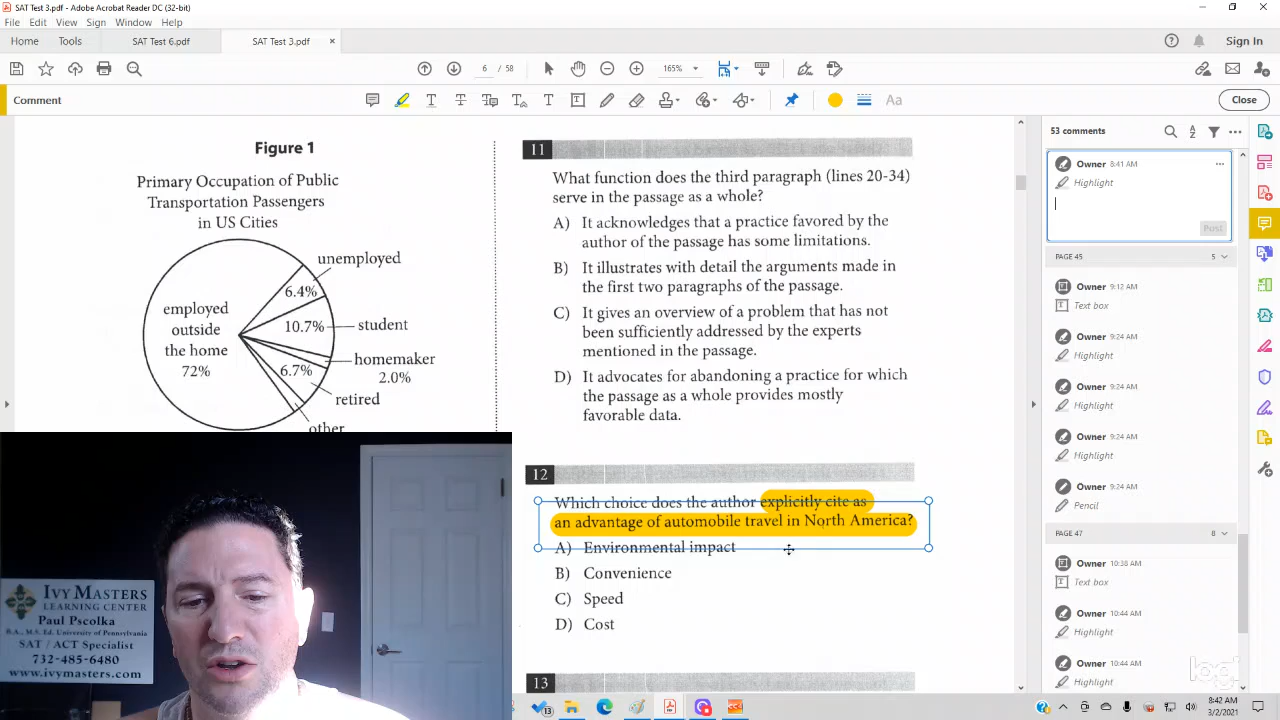 SAT Test 3.pdf - Adobe Acrobat Reader DC (32-bit)
File Edit View Sign Window Help
Home Tools SAT Test 6.pdf SAT Test 3.pdf × Sign In
6 / 58 165%
Comment Aa Close
Figure 1
Primary Occupation of Public
Transportation Passengers
in US Cities
unemployed
6.4%
employed
outside
the home
72%
10.7%
student
homemaker
2.0%
6.7%
retired
other
11
What function does the third paragraph (lines 20-34)
serve in the passage as a whole?
A) It acknowledges that a practice favored by the
author of the passage has some limitations.
B) It illustrates with detail the arguments made in
the first two paragraphs of the passage.
C) It gives an overview of a problem that has not
been sufficiently addressed by the experts
mentioned in the passage.
D) It advocates for abandoning a practice for which
the passage as a whole provides mostly
favorable data.
12
Which choice does the author explicitly cite as
an advantage of automobile travel in North America?
A) Environmental impact
B) Convenience
C) Speed
D) Cost
13
53 comments
Owner 8:41 AM
Highlight
Post
PAGE 45 5
Owner 9:12 AM
Text box
Owner 9:24 AM
Highlight
Owner 9:24 AM
Highlight
Owner 9:24 AM
Highlight
Owner 9:24 AM
Pencil
PAGE 47 8
Owner 10:38 AM
Text box
Owner 10:44 AM
Highlight
Owner 10:44 AM
Highlight
IVY MASTERS
LEARNING CENTER
Paul Pscolka
B.A., M.S. Ed. University of Pennsylvania
SAT / ACT Specialist
732-485-6480
www.ivymasters.com
logi
13
8:42 AM
3/2/2021